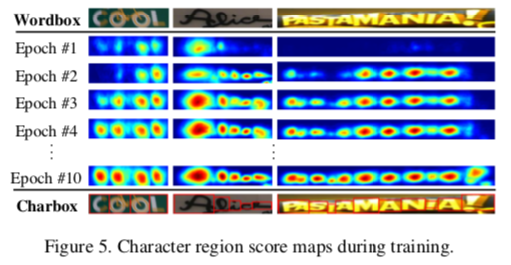 Wordbox COOL Alice PASTAMANIA!
Epoch #1
Epoch #2
Epoch #3
Epoch #4
Epoch #10
Charbox COOL Alice PASTAMANIA!
Figure 5. Character region score maps during training.